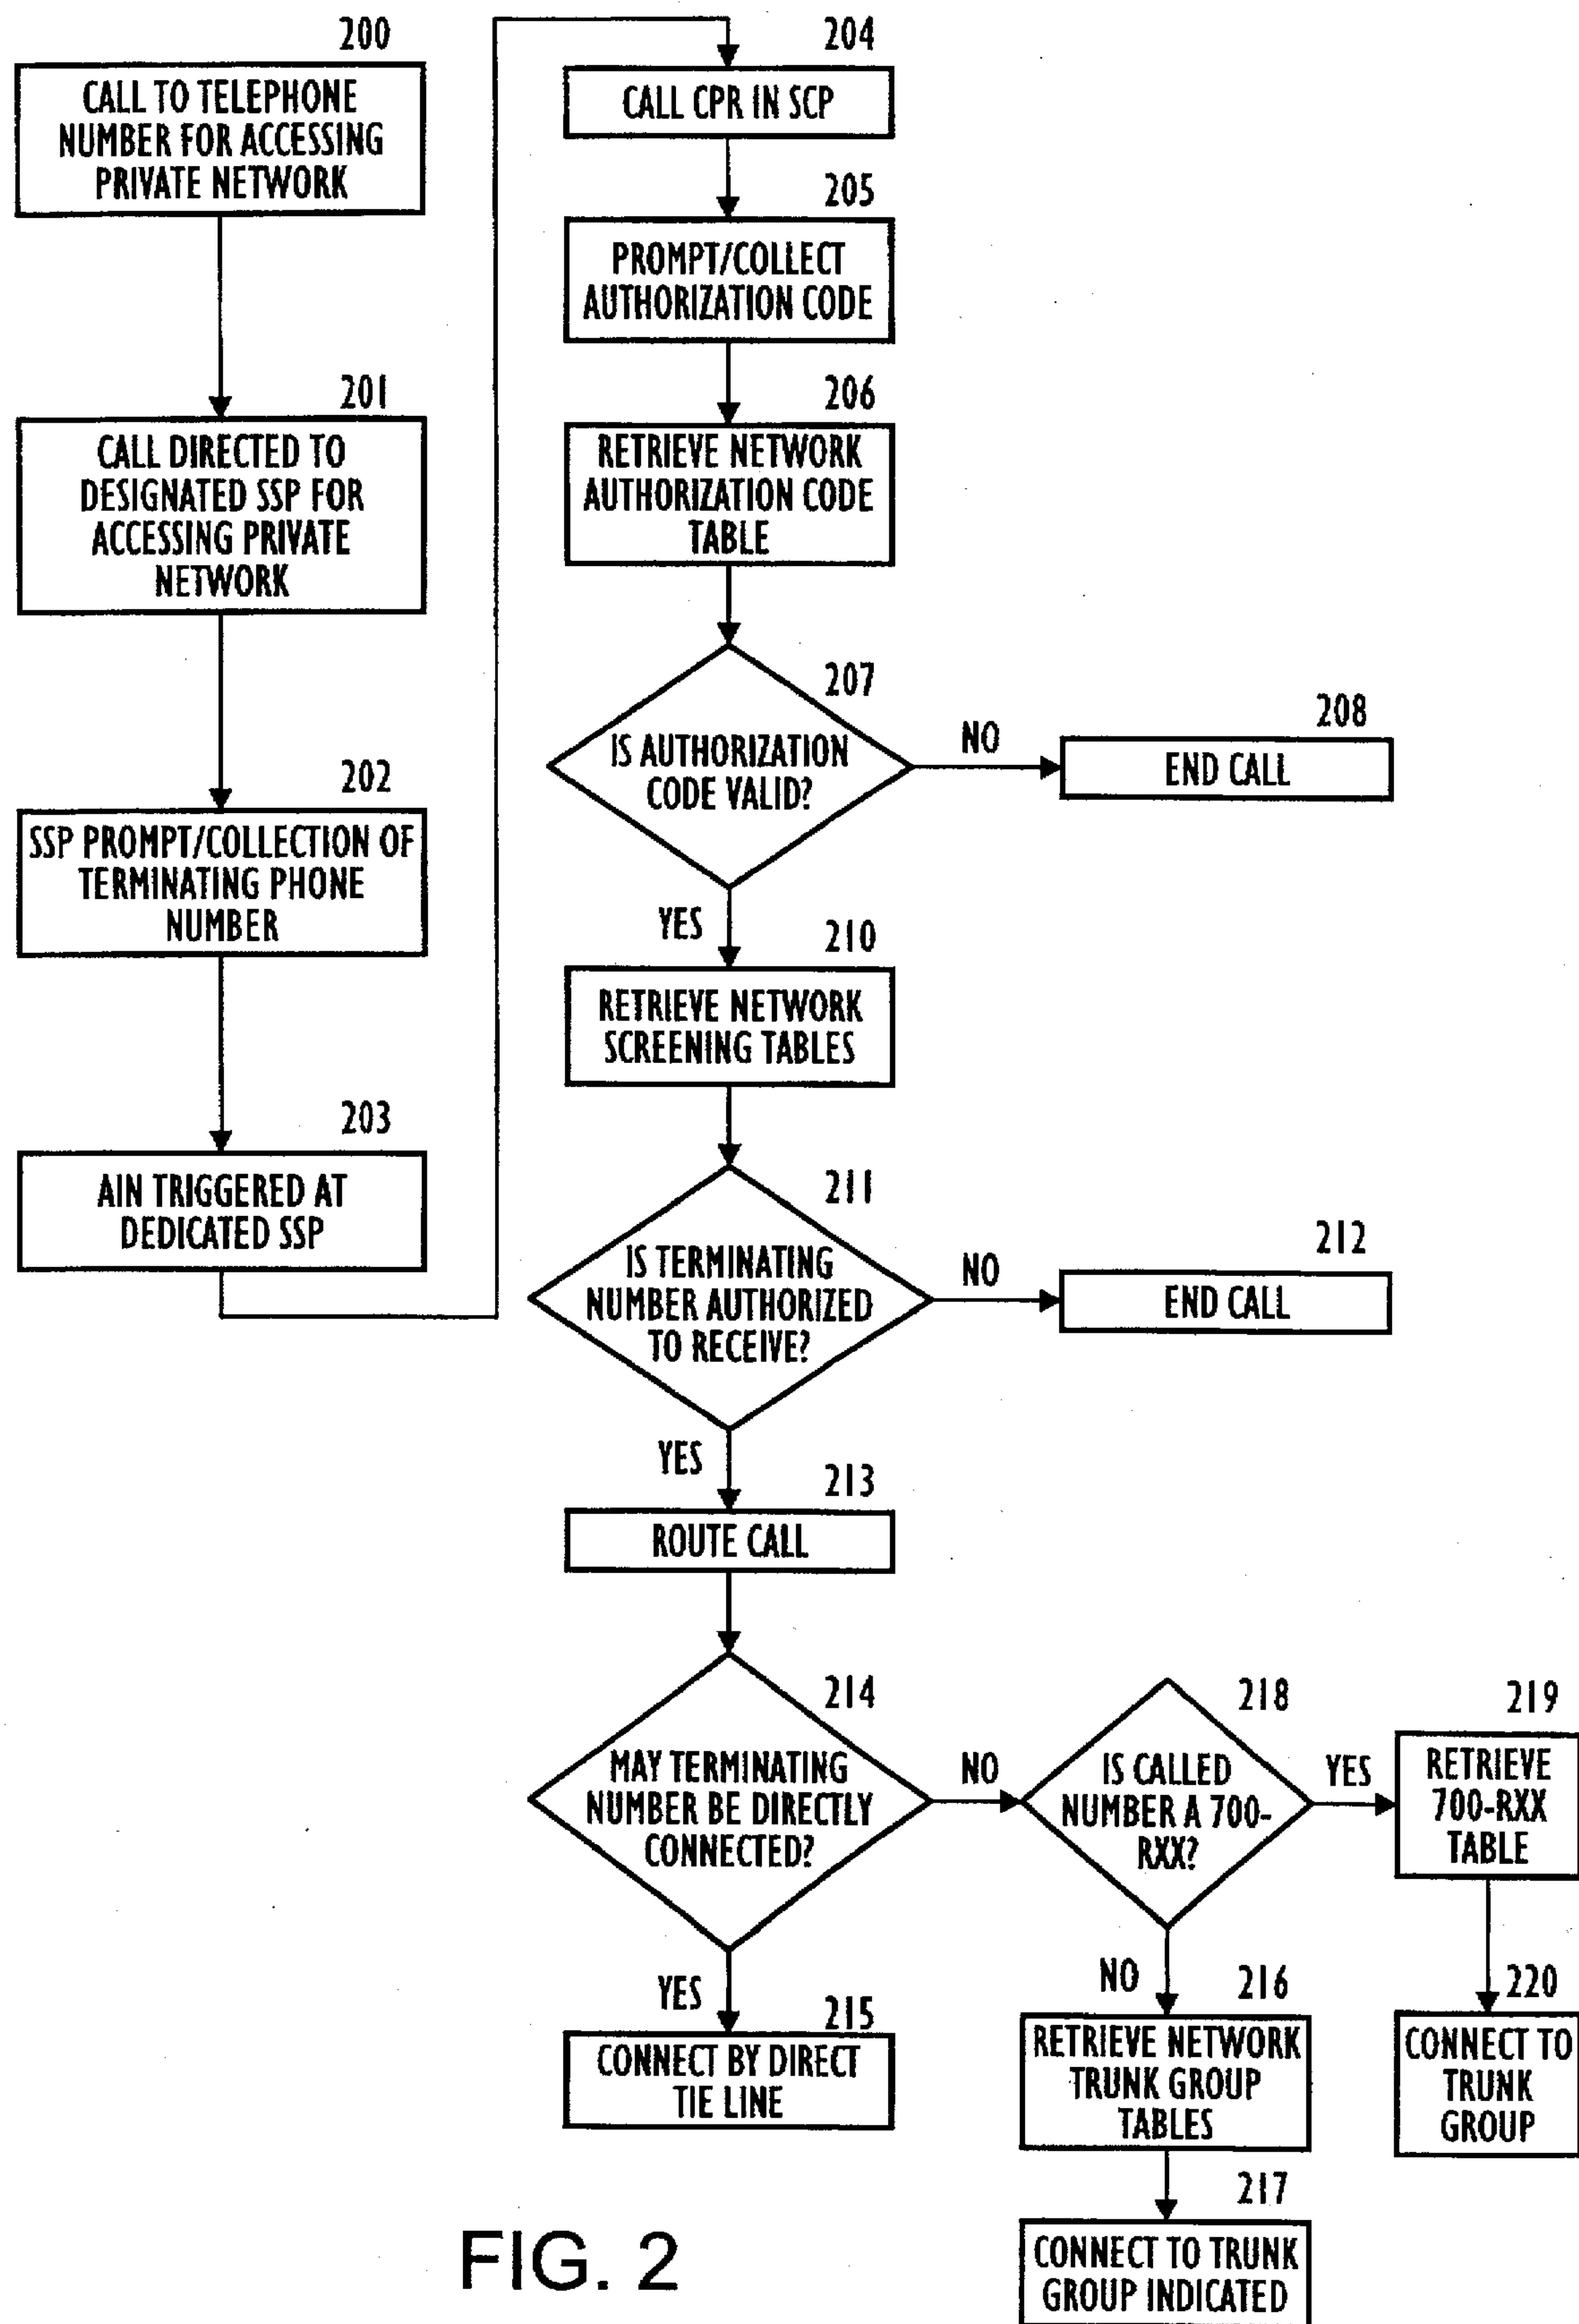 200
CALL TO TELEPHONE
NUMBER FOR ACCESSING
PRIVATE NETWORK
201
CALL DIRECTED TO
DESIGNATED SSP FOR
ACCESSING PRIVATE
NETWORK
202
SSP PROMPT/COLLECTION OF
TERMINATING PHONE
NUMBER
203
AIN TRIGGERED AT
DEDICATED SSP
204
CALL CPR IN SCP
205
PROMPT/COLLECT
AUTHORIZATION CODE
206
RETRIEVE NETWORK
AUTHORIZATION CODE
TABLE
207
IS AUTHORIZATION
CODE VALID?
NO
208
END CALL
YES
210
RETRIEVE NETWORK
SCREENING TABLES
211
IS TERMINATING
NUMBER AUTHORIZED
TO RECEIVE?
NO
212
END CALL
YES
213
ROUTE CALL
214
MAY TERMINATING
NUMBER BE DIRECTLY
CONNECTED?
YES
215
CONNECT BY DIRECT
TIE LINE
NO
218
IS CALLED
NUMBER A 700-
RXX?
YES
219
RETRIEVE
700-RXX
TABLE
220
CONNECT TO
TRUNK
GROUP
NO
216
RETRIEVE NETWORK
TRUNK GROUP
TABLES
217
CONNECT TO TRUNK
GROUP INDICATED
FIG. 2